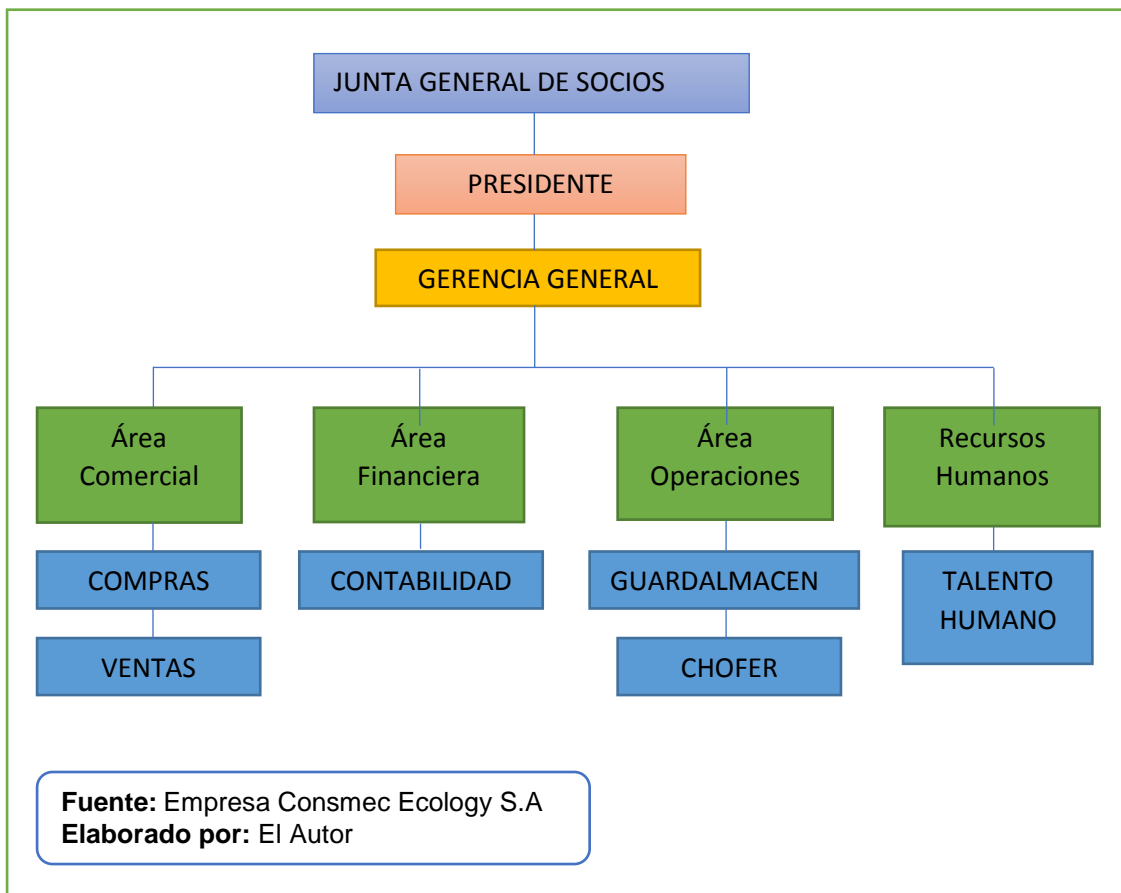 JUNTA GENERAL DE SOCIOS
PRESIDENTE
GERENCIA GENERAL
Área
Comercial
Área
Financiera
Área
Operaciones
Recursos
Humanos
COMPRAS
CONTABILIDAD
GUARDALMACEN
TALENTO
HUMANO
VENTAS
CHOFER
Fuente: Empresa Consmec Ecology S.A
Elaborado por: El Autor